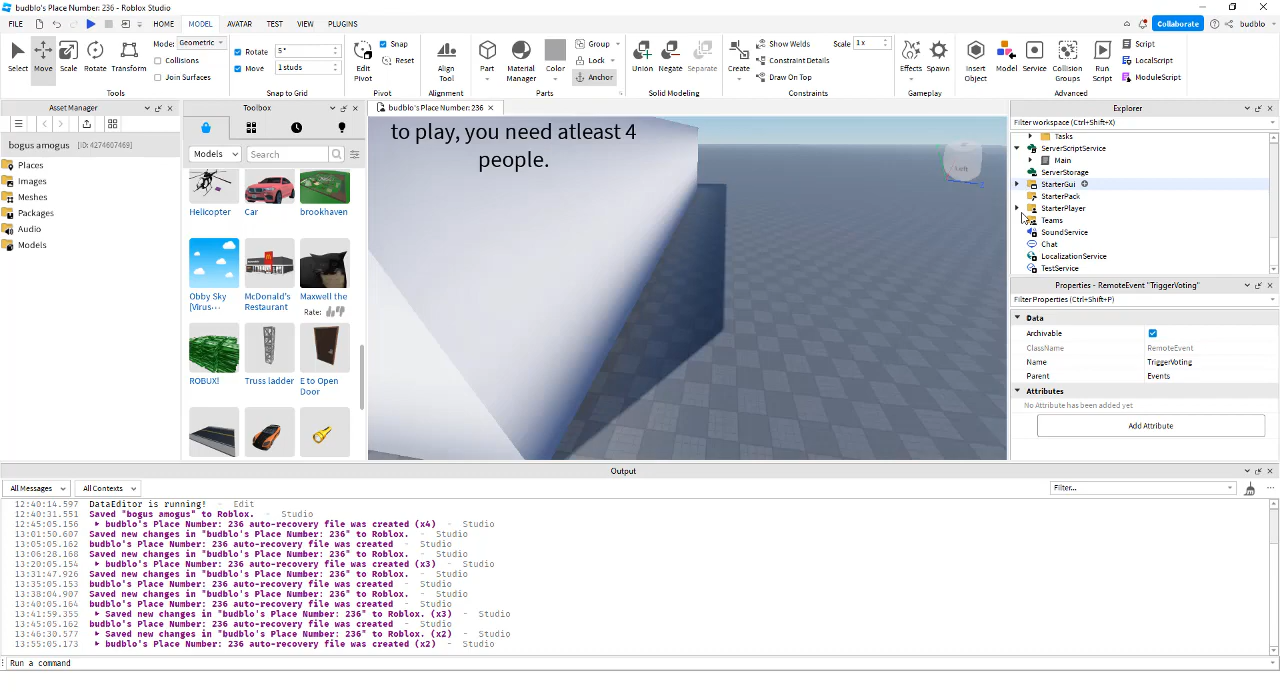 budblo's Place Number: 236 - Roblox Studio
FILE HOME MODEL AVATAR TEST VIEW PLUGINS Collaborate budblo
Select Move Scale Rotate Transform
Mode: Geometric
Collisions
Join Surfaces
Tools
Rotate 5°
Move 1 studs
Snap to Grid
Edit Pivot
Snap
Reset
Pivot
Align Tool
Alignment
Part Material Manager Color
Group
Lock
Anchor
Parts
Union Negate Separate
Solid Modeling
Create
Show Welds
Constraint Details
Draw On Top
Scale 1x
Constraints
Effects Spawn
Gameplay
Insert Object Model Service Collision Groups Run Script
Script
LocalScript
ModuleScript
Advanced
Asset Manager
bogus amogus [ID: 4274607469]
Places
Images
Meshes
Packages
Audio
Models
Toolbox
Models Search
Helicopter Car brookhaven
Obby Sky [Virus··· McDonald's Restaurant Maxwell the
Rate:
ROBUX! Truss ladder E to Open Door
budblo's Place Number: 236
to play, you need atleast 4
people.
Left
Explorer
Filter workspace (Ctrl+Shift+X)
Tasks
ServerScriptService
Main
ServerStorage
StarterGui
StarterPack
StarterPlayer
Teams
SoundService
Chat
LocalizationService
TestService
Properties - RemoteEvent "TriggerVoting"
Filter Properties (Ctrl+Shift+P)
Data
Archivable
ClassName RemoteEvent
Name TriggerVoting
Parent Events
Attributes
No Attribute has been added yet
Add Attribute
Output
All Messages All Contexts Filter...
12:40:14.597 DataEditor is running! - Edit
12:40:31.551 Saved "bogus amogus" to Roblox. - Studio
12:45:05.156 budblo's Place Number: 236 auto-recovery file was created (x4) - Studio
13:01:50.607 Saved new changes in "budblo's Place Number: 236" to Roblox. - Studio
13:05:05.162 budblo's Place Number: 236 auto-recovery file was created - Studio
13:06:28.168 Saved new changes in "budblo's Place Number: 236" to Roblox. - Studio
13:20:05.154 budblo's Place Number: 236 auto-recovery file was created (x3) - Studio
13:31:47.926 Saved new changes in "budblo's Place Number: 236" to Roblox. - Studio
13:35:05.153 budblo's Place Number: 236 auto-recovery file was created - Studio
13:38:04.907 Saved new changes in "budblo's Place Number: 236" to Roblox. - Studio
13:40:05.164 budblo's Place Number: 236 auto-recovery file was created - Studio
13:41:59.355 Saved new changes in "budblo's Place Number: 236" to Roblox. (x3) - Studio
13:45:05.162 budblo's Place Number: 236 auto-recovery file was created - Studio
13:46:30.577 Saved new changes in "budblo's Place Number: 236" to Roblox. (x2) - Studio
13:55:05.173 budblo's Place Number: 236 auto-recovery file was created (x2) - Studio
Run a command